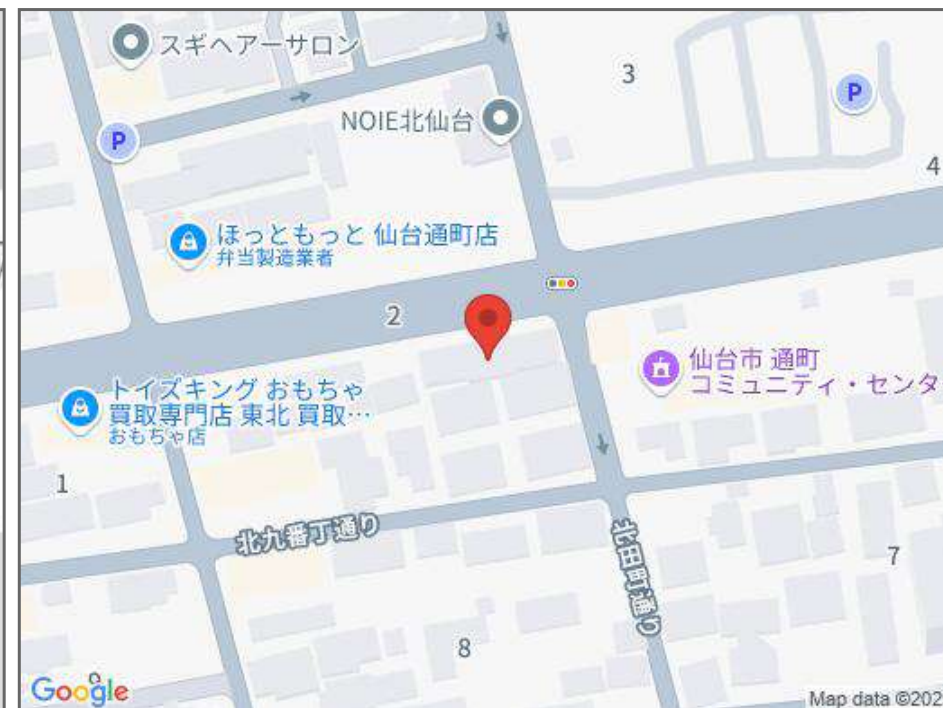 スギヘアーサロン
3
P
NOIE北仙台
P
4
ほっともっと 仙台通町店
弁当製造業者
2
仙台市 通町
コミュニティ・センタ
トイズキング おもちゃ
買取専門店 東北 買取…
おもちゃ店
1
北九番丁通り
北田町通り
7
8
Google
Map data ©202